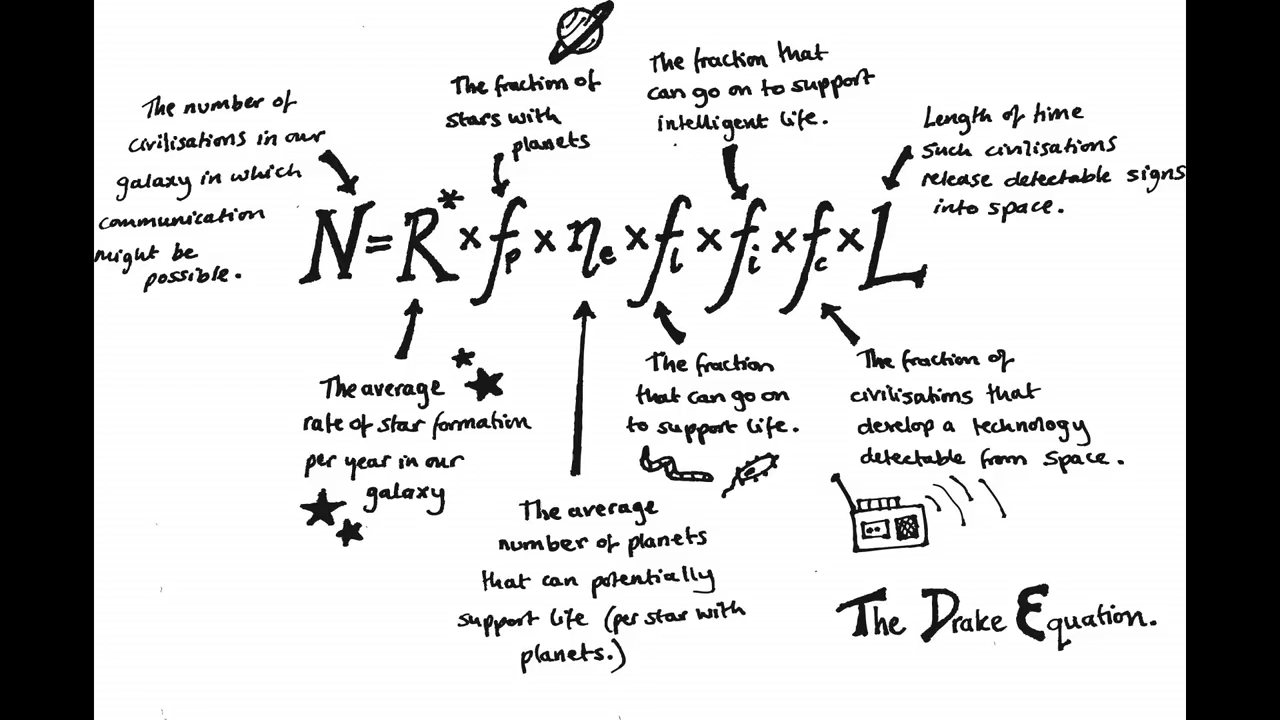 The number of
civilisations in our
galaxy in which
communication
might be
possible.
The fraction of
stars with
planets
The fraction that
can go on to support
intelligent life.
Length of time
such civilisations
release detectable signs
into space.
N = R* × fp × ηe × fl × fi × fc × L
The average
rate of star formation
per year in our
galaxy
The average
number of planets
that can potentially
support life (per star with
planets.)
The fraction
that can go on
to support life.
The fraction of
civilisations that
develop a technology
detectable from space.
The Drake Equation.